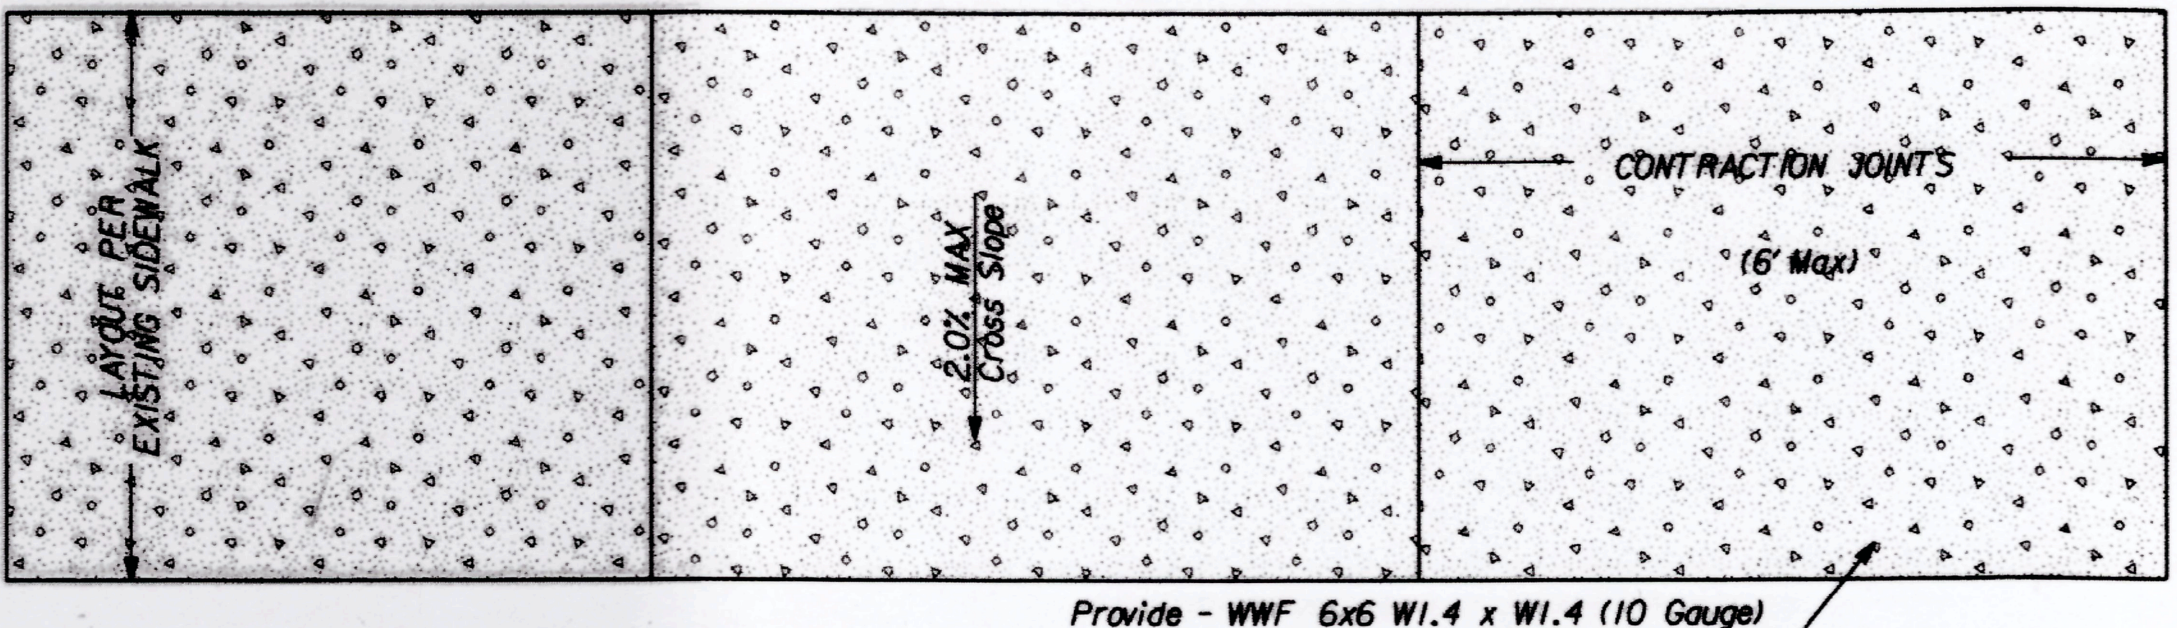 LAYOUT PER
EXISTING SIDEWALK
2.0% MAX
Cross Slope
CONTRACTION JOINTS
(6' Max)
Provide - WWF 6x6 W1.4 x W1.4 (10 Gauge)